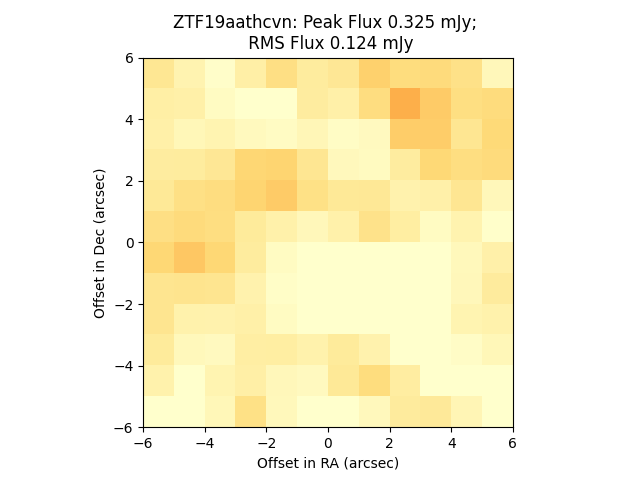 ZTF19aathcvn: Peak Flux 0.325 mJy;
RMS Flux 0.124 mJy
6
4
2
0
−2
−4
−6
Offset in Dec (arcsec)
−6 −4 −2 0 2 4 6
Offset in RA (arcsec)